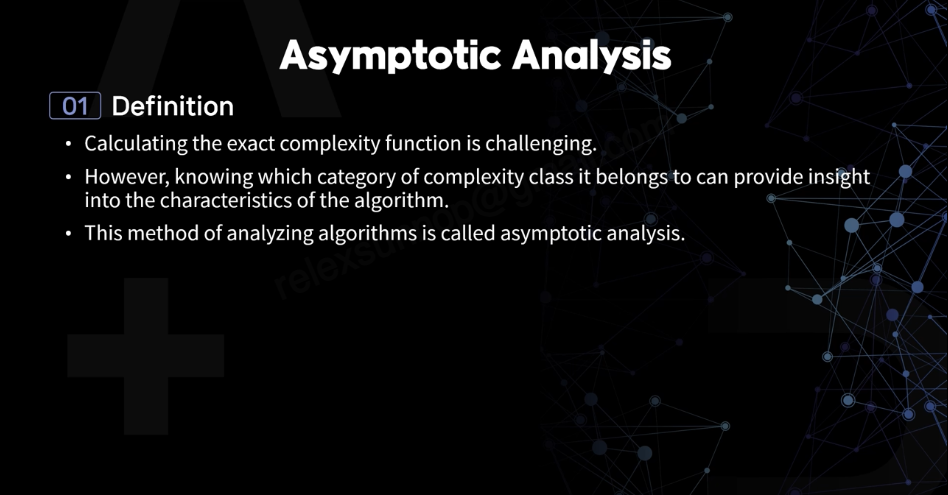 Asymptotic Analysis
01 Definition
• Calculating the exact complexity function is challenging.
• However, knowing which category of complexity class it belongs to can provide insight
into the characteristics of the algorithm.
• This method of analyzing algorithms is called asymptotic analysis.